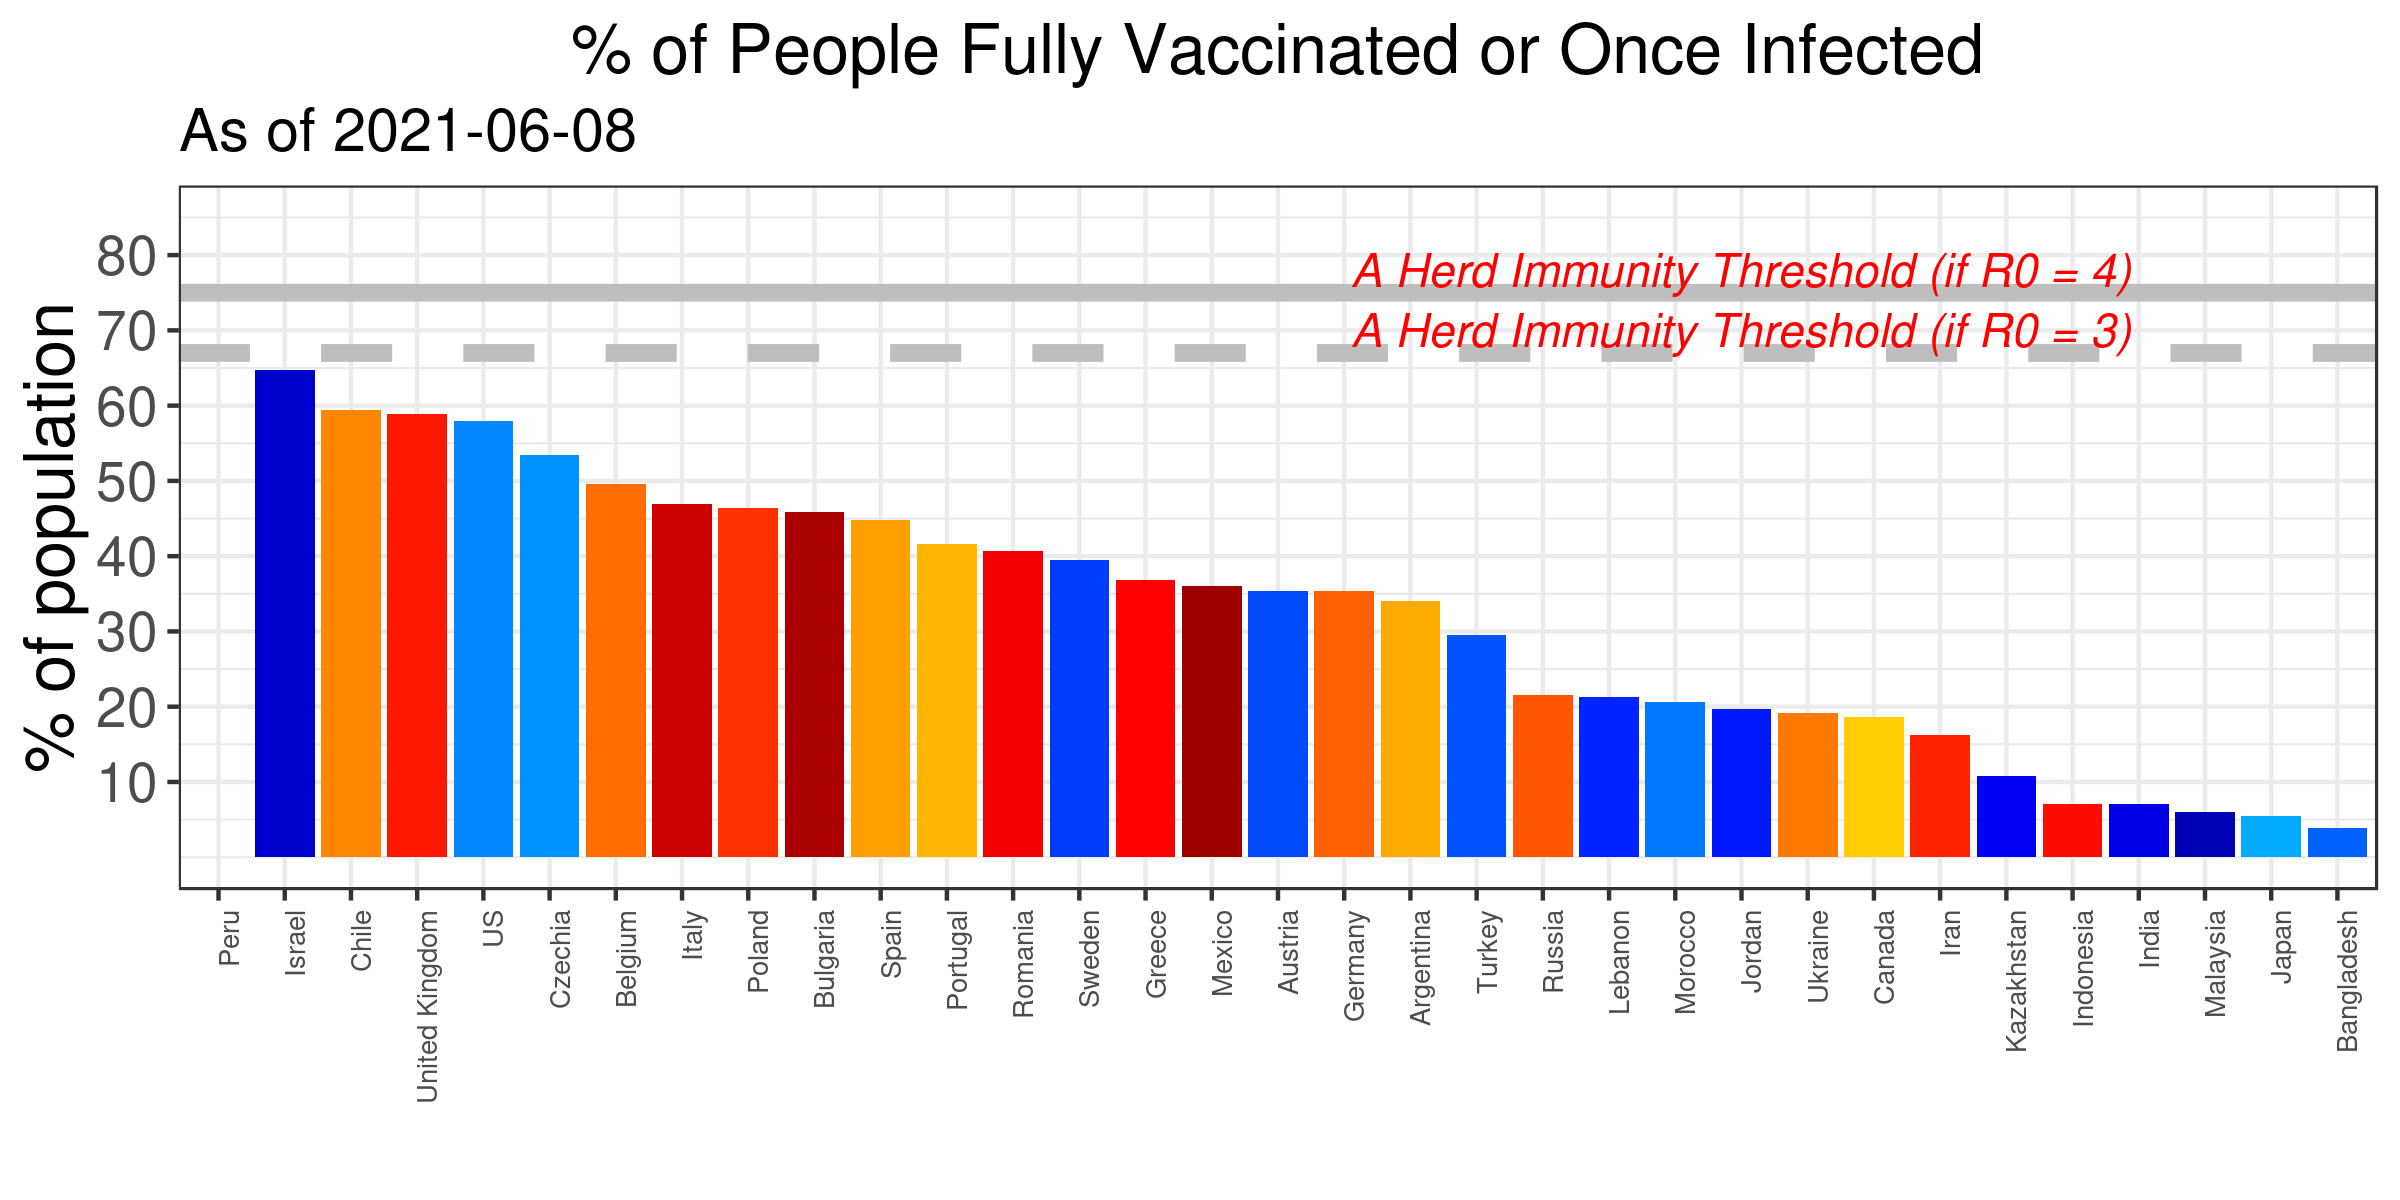 % of People Fully Vaccinated or Once Infected
As of 2021-06-08
% of population
80
70
60
50
40
30
20
10
A Herd Immunity Threshold (if R0 = 4)
A Herd Immunity Threshold (if R0 = 3)
Peru
Israel
Chile
United Kingdom
US
Czechia
Belgium
Italy
Poland
Bulgaria
Spain
Portugal
Romania
Sweden
Greece
Mexico
Austria
Germany
Argentina
Turkey
Russia
Lebanon
Morocco
Jordan
Ukraine
Canada
Iran
Kazakhstan
Indonesia
India
Malaysia
Japan
Bangladesh